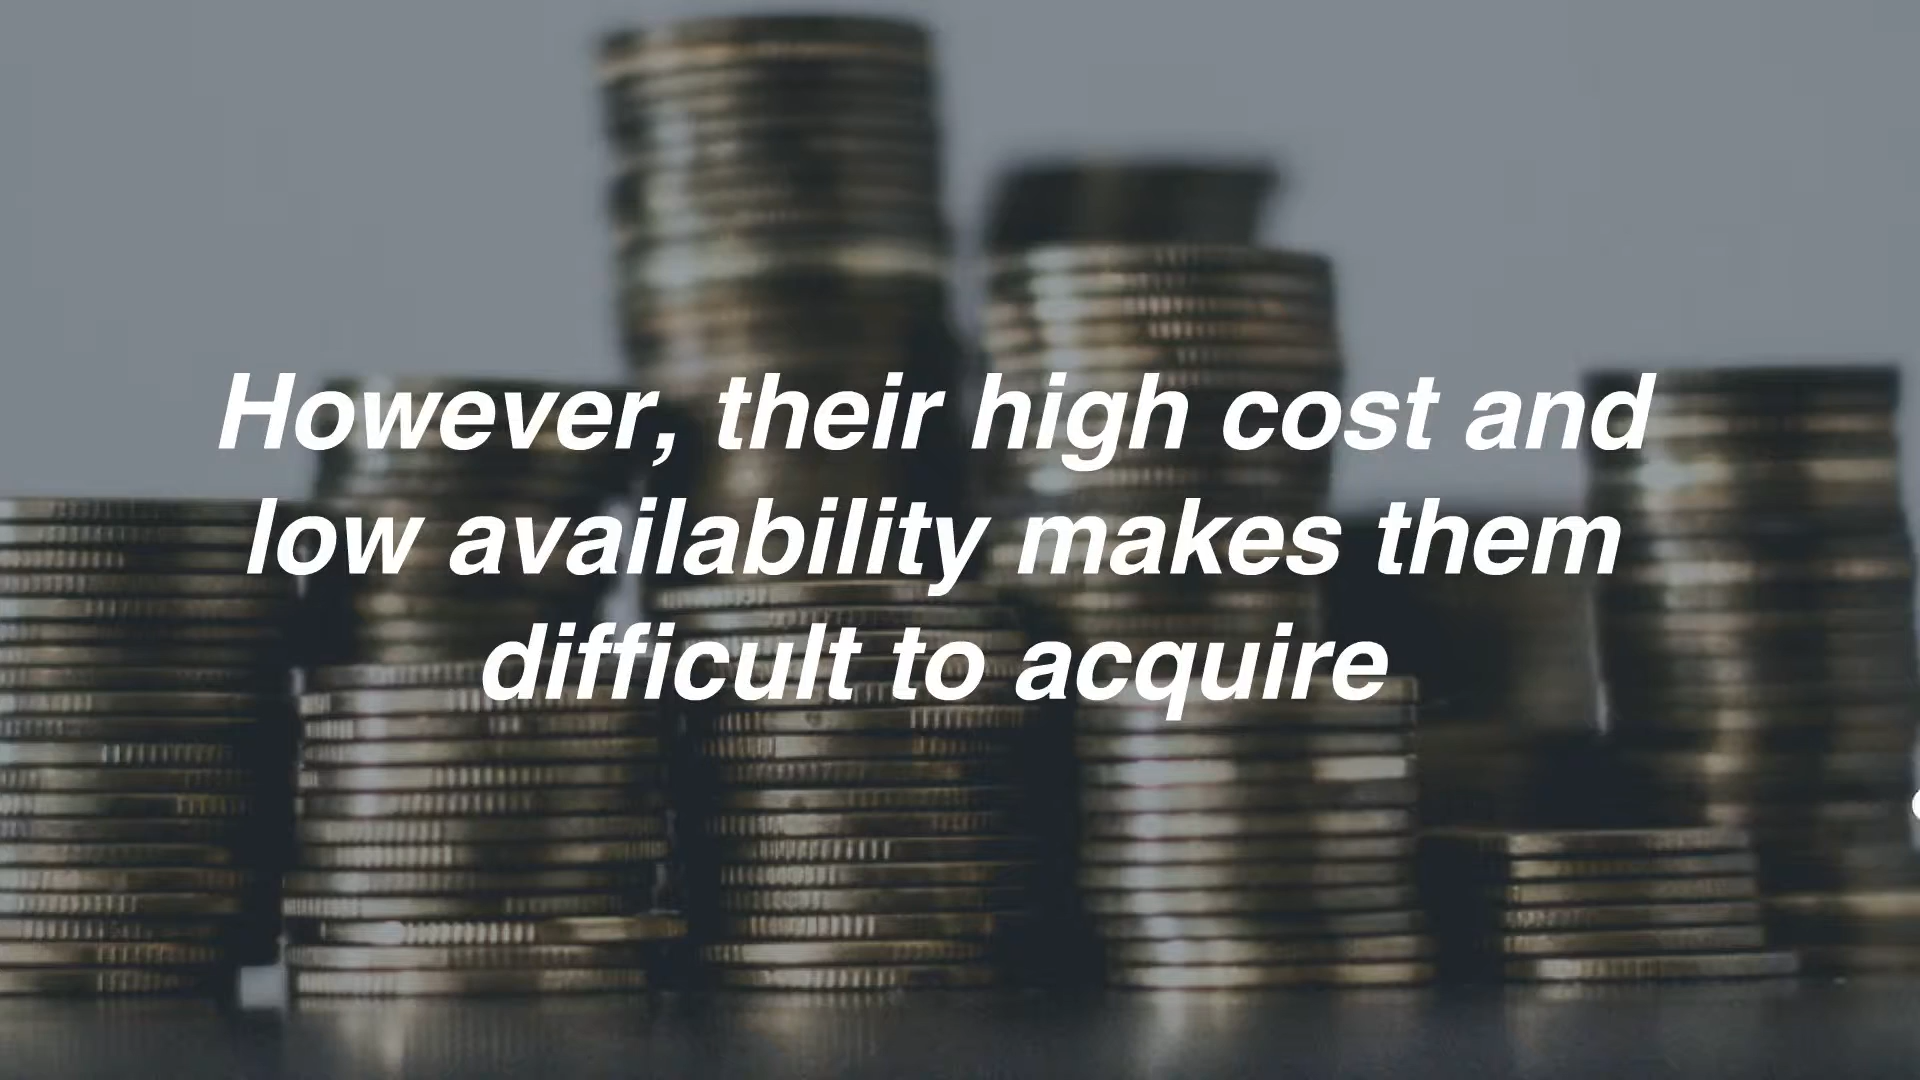 However, their high cost and
low availability makes them
difficult to acquire